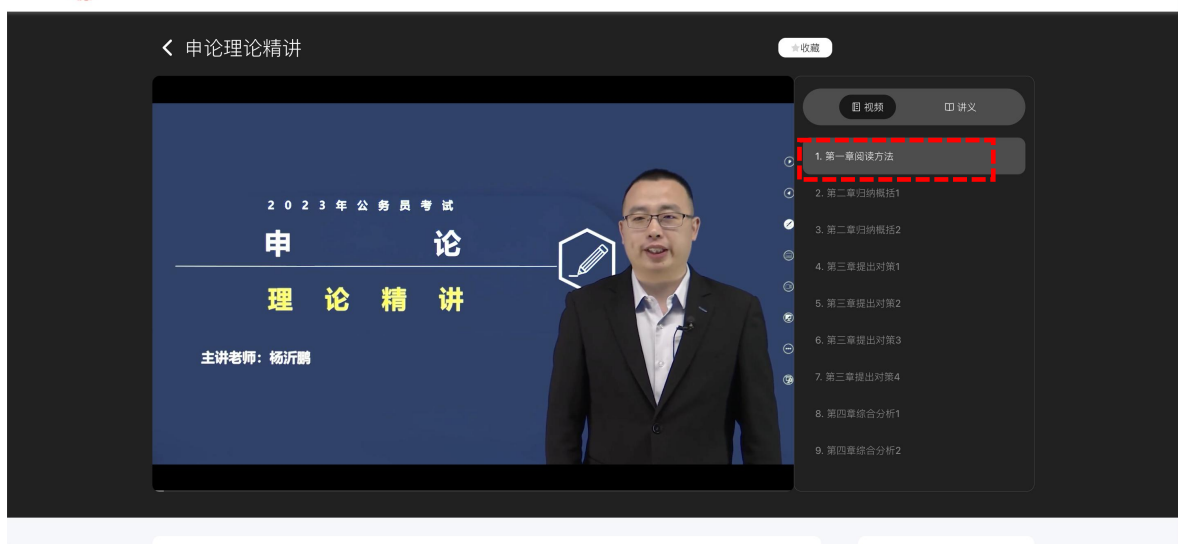 申论理论精讲
收藏
2023年公务员考试
申 论
理论精讲
主讲老师：杨沂鹏
视频
讲义
1. 第一章阅读方法
2. 第二章归纳概括1
3. 第二章归纳概括2
4. 第三章提出对策1
5. 第三章提出对策2
6. 第三章提出对策3
7. 第三章提出对策4
8. 第四章综合分析1
9. 第四章综合分析2